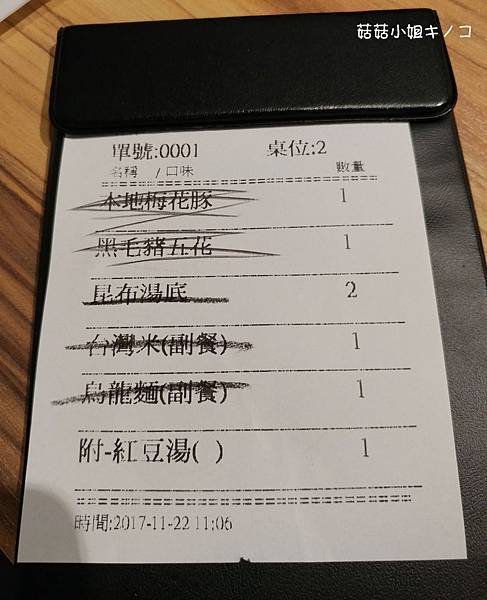 菇菇小姐キノコ
單號:0001 桌位:2
名稱 /口味 數量
本地梅花豚 1
黑毛豬五花 1
昆布湯底 2
台灣米(副餐) 1
烏龍麵(副餐) 1
附-紅豆湯( ) 1
時間:2017-11-22 11:06